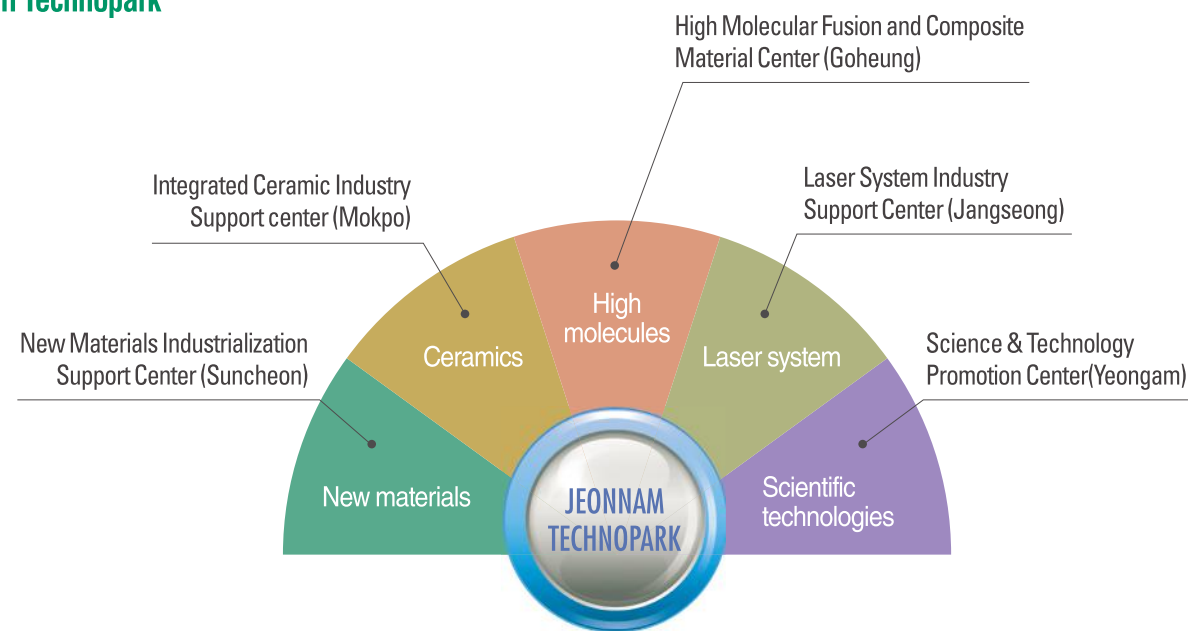 Technopark
High Molecular Fusion and Composite
Material Center (Goheung)
Integrated Ceramic Industry
Support center (Mokpo)
Laser System Industry
Support Center (Jangseong)
New Materials Industrialization
Support Center (Suncheon)
Science & Technology
Promotion Center(Yeongam)
High
molecules
Ceramics
Laser system
New materials
Scientific
technologies
JEONNAM
TECHNOPARK